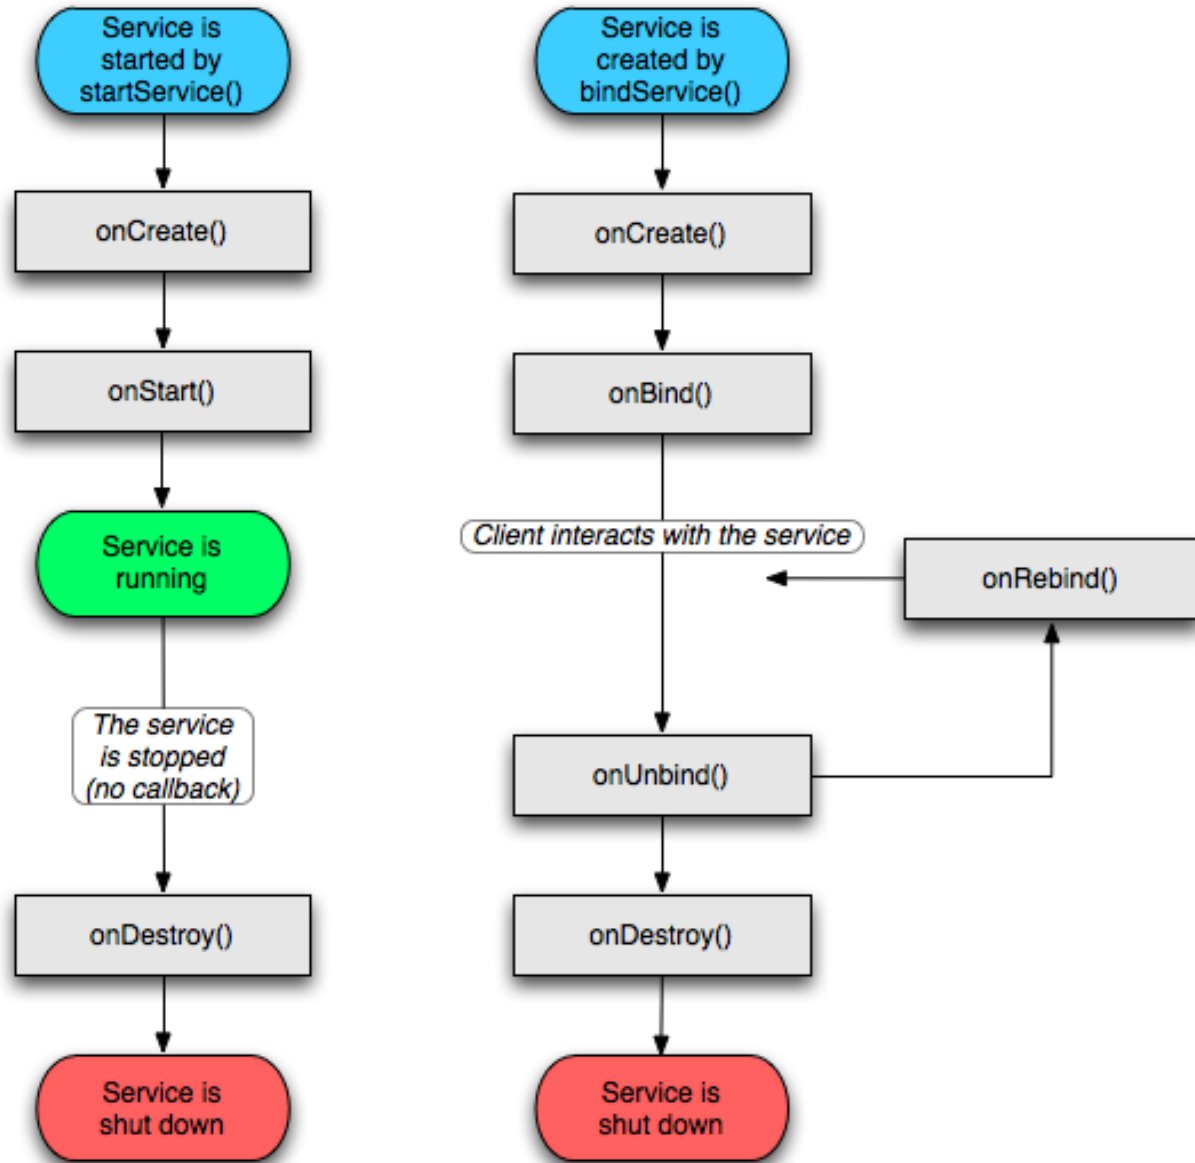 Service is
started by
startService()
onCreate()
onStart()
Service is
running
The service
is stopped
(no callback)
onDestroy()
Service is
shut down
Service is
created by
bindService()
onCreate()
onBind()
Client interacts with the service
onRebind()
onUnbind()
onDestroy()
Service is
shut down